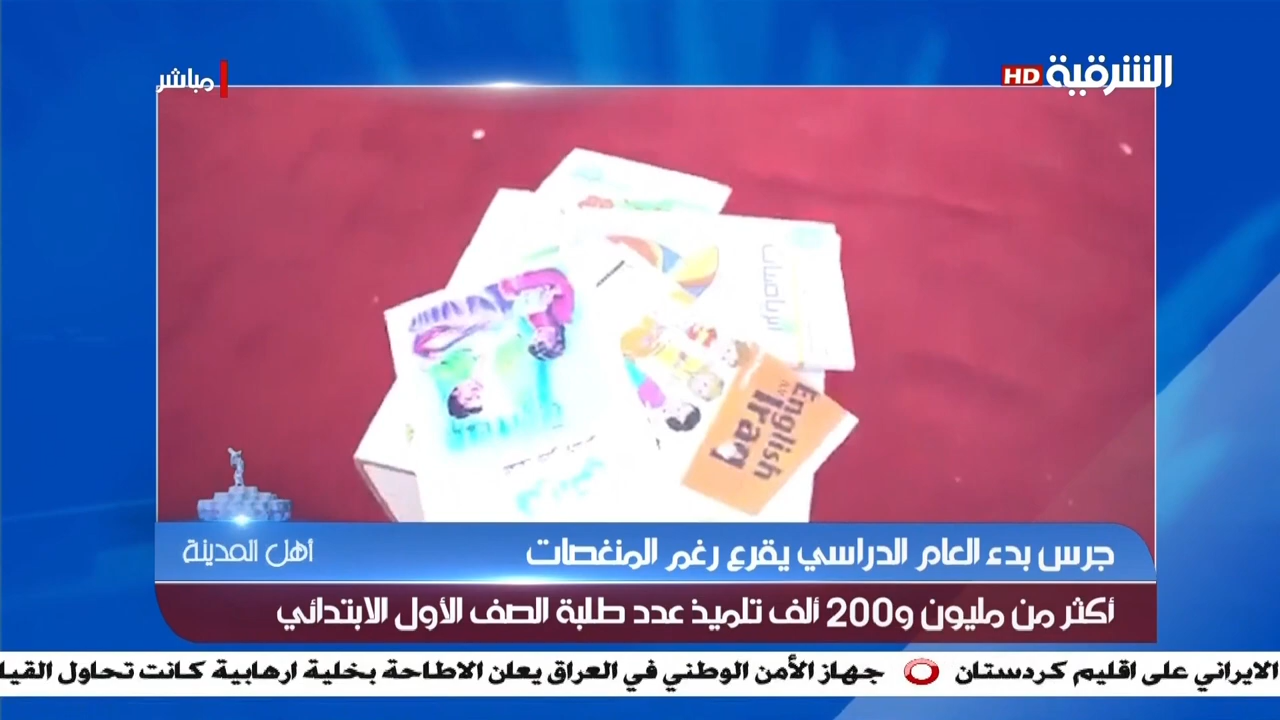 مباشر
الشرقية HD
الرياضيات
English
for
Iraq
جرس بدء العام الدراسي يقرع رغم المنغصات
أهل المدينة
أكثر من مليون و200 ألف تلميذ عدد طلبة الصف الأول الابتدائي
الايراني على اقليم كردستان
جهاز الأمن الوطني في العراق يعلن الاطاحة بخلية ارهابية كانت تحاول